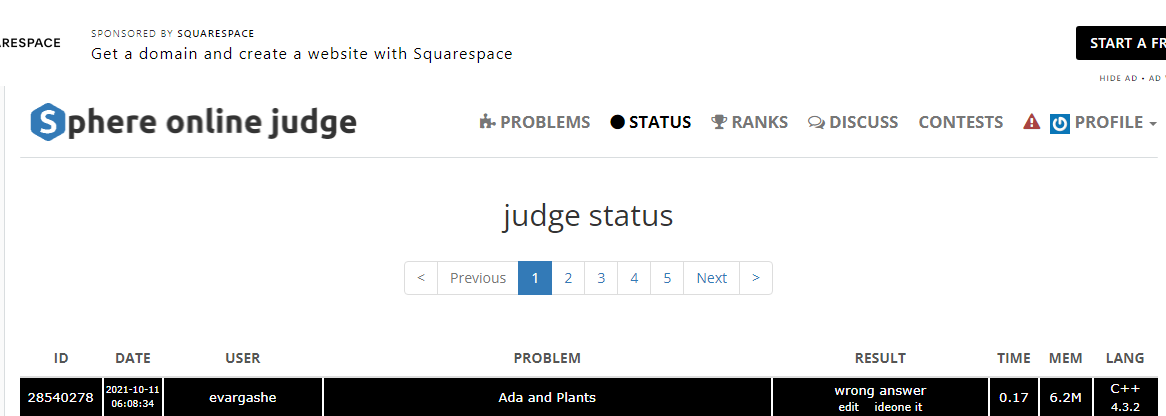 SPONSORED BY SQUARESPACE
Get a domain and create a website with Squarespace
START A
HIDE AD • AD
Sphere online judge
PROBLEMS STATUS RANKS DISCUSS CONTESTS PROFILE
judge status
< Previous 1 2 3 4 5 Next >
ID DATE USER PROBLEM RESULT TIME MEM LANG
28540278 2021-10-11 06:08:34 evargashe Ada and Plants wrong answer edit ideone it 0.17 6.2M C++ 4.3.2